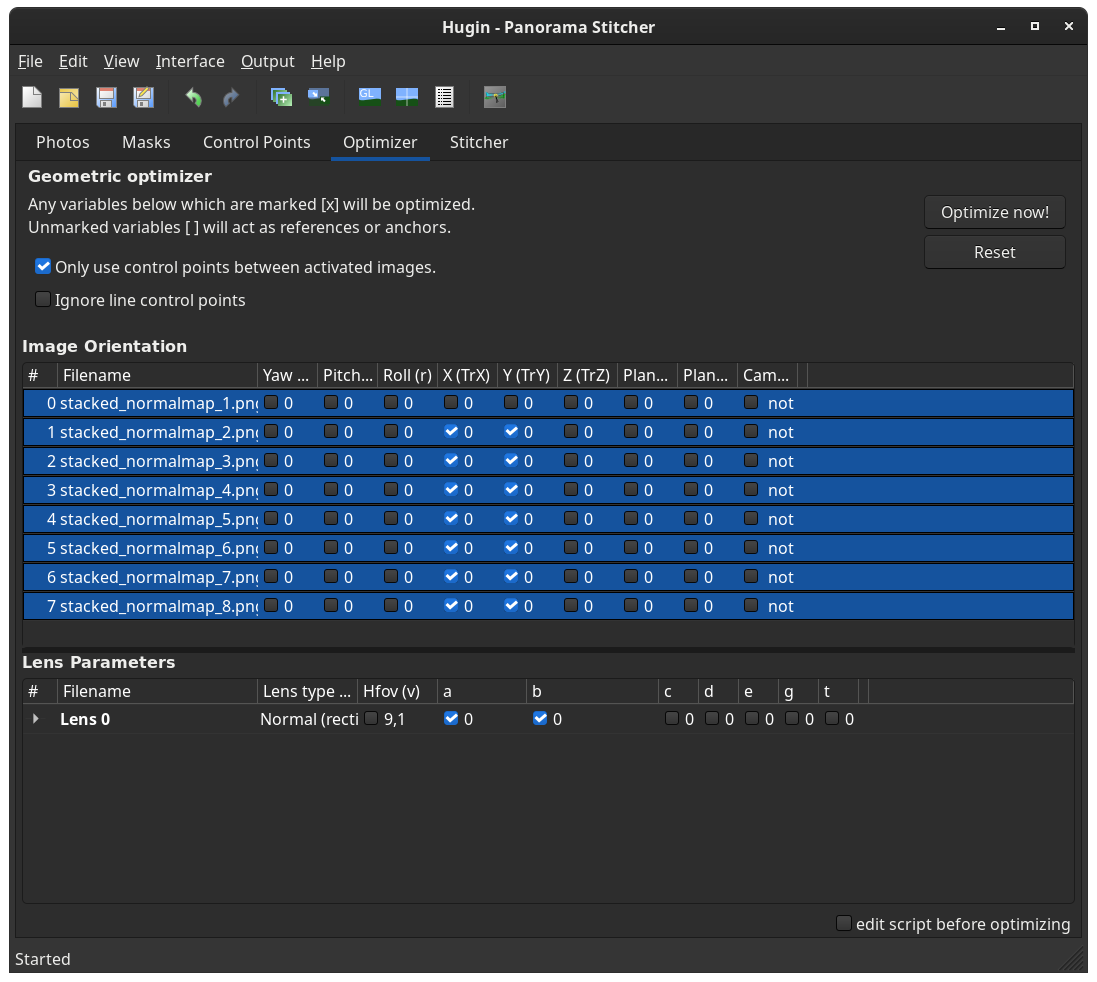 Hugin - Panorama Stitcher
File Edit View Interface Output Help
GL
Photos Masks Control Points Optimizer Stitcher
Geometric optimizer
Any variables below which are marked [x] will be optimized.
Unmarked variables [ ] will act as references or anchors.
Optimize now!
Reset
Only use control points between activated images.
Ignore line control points
Image Orientation
# Filename Yaw ... Pitch... Roll (r) X (TrX) Y (TrY) Z (TrZ) Plan... Plan... Cam...
0 stacked_normalmap_1.png 0 0 0 0 0 0 0 0 not
1 stacked_normalmap_2.png 0 0 0 0 0 0 0 0 not
2 stacked_normalmap_3.png 0 0 0 0 0 0 0 0 not
3 stacked_normalmap_4.png 0 0 0 0 0 0 0 0 not
4 stacked_normalmap_5.png 0 0 0 0 0 0 0 0 not
5 stacked_normalmap_6.png 0 0 0 0 0 0 0 0 not
6 stacked_normalmap_7.png 0 0 0 0 0 0 0 0 not
7 stacked_normalmap_8.png 0 0 0 0 0 0 0 0 not
Lens Parameters
# Filename Lens type ... Hfov (v) a b c d e g t
Lens 0 Normal (recti 9,1 0 0 0 0 0 0 0
edit script before optimizing
Started